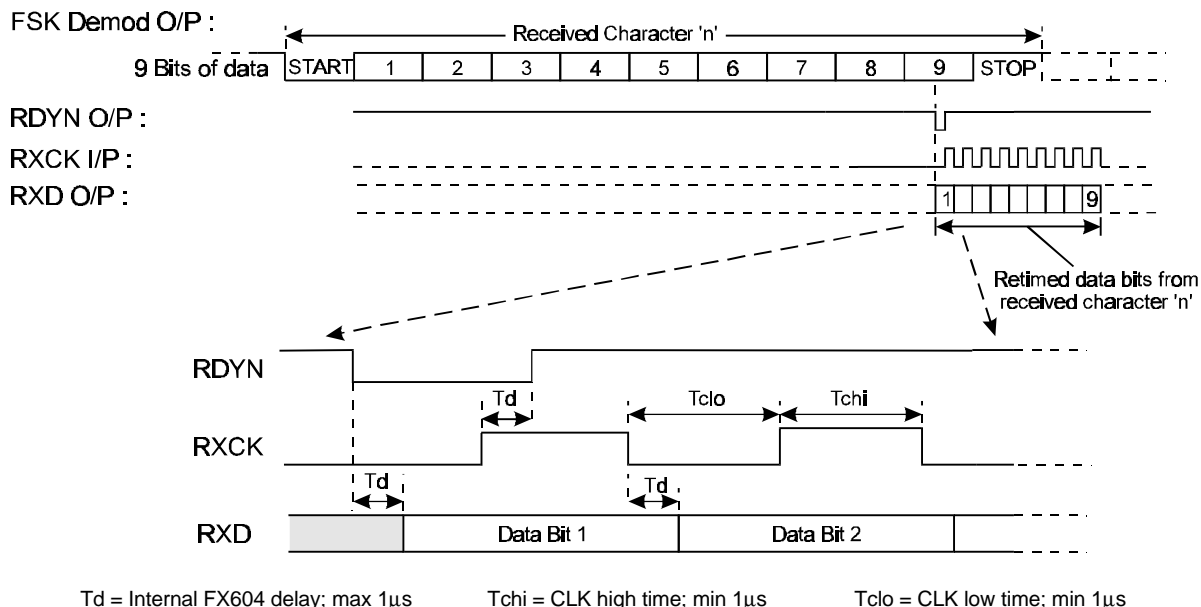 FSK Demod O/P :
Received Character 'n'
9 Bits of data START 1 2 3 4 5 6 7 8 9 STOP
RDYN O/P :
RXCK I/P :
RXD O/P : 1 9
Retimed data bits from
received character 'n'
RDYN
Td Tclo Tchi
RXCK
Td Td
RXD Data Bit 1 Data Bit 2
Td = Internal FX604 delay; max 1µs Tchi = CLK high time; min 1µs Tclo = CLK low time; min 1µs